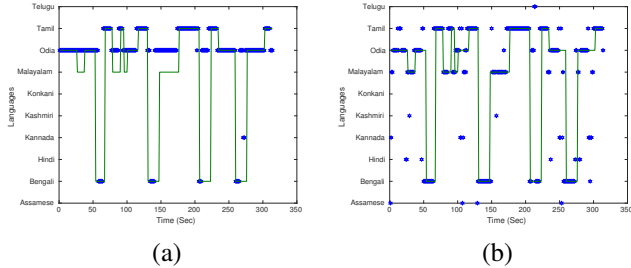 Telugu
Tamil
Odia
Malayalam
Konkani
Kashmiri
Kannada
Hindi
Bengali
Assamese
Languages
0 50 100 150 200 250 300 350
Time (Sec)
(a)
Telugu
Tamil
Odia
Malayalam
Konkani
Kashmiri
Kannada
Hindi
Bengali
Assamese
Languages
0 50 100 150 200 250 300 350
Time (Sec)
(b)